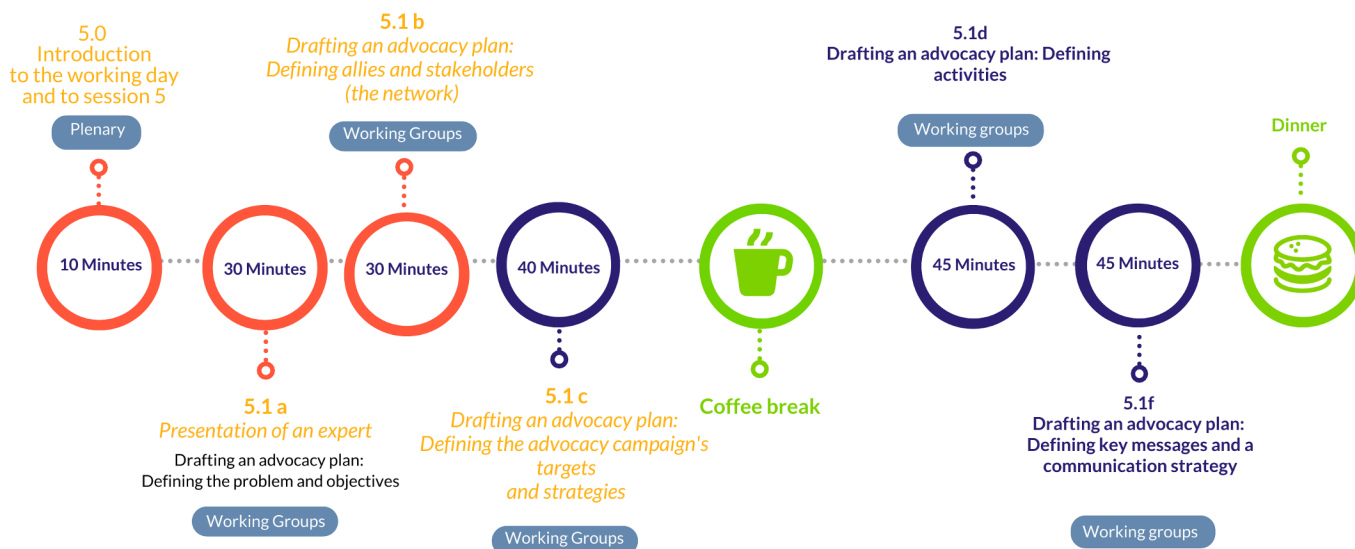 5.0
Introduction
to the working day
and to session 5
Plenary
10 Minutes
30 Minutes
5.1 a
Presentation of an expert
Drafting an advocacy plan:
Defining the problem and objectives
Working Groups
5.1 b
Drafting an advocacy plan:
Defining allies and stakeholders
(the network)
Working Groups
30 Minutes
40 Minutes
5.1 c
Drafting an advocacy plan:
Defining the advocacy campaign's
targets
and strategies
Working Groups
Coffee break
5.1d
Drafting an advocacy plan: Defining
activities
Working groups
45 Minutes
45 Minutes
5.1f
Drafting an advocacy plan:
Defining key messages and a
communication strategy
Working groups
Dinner